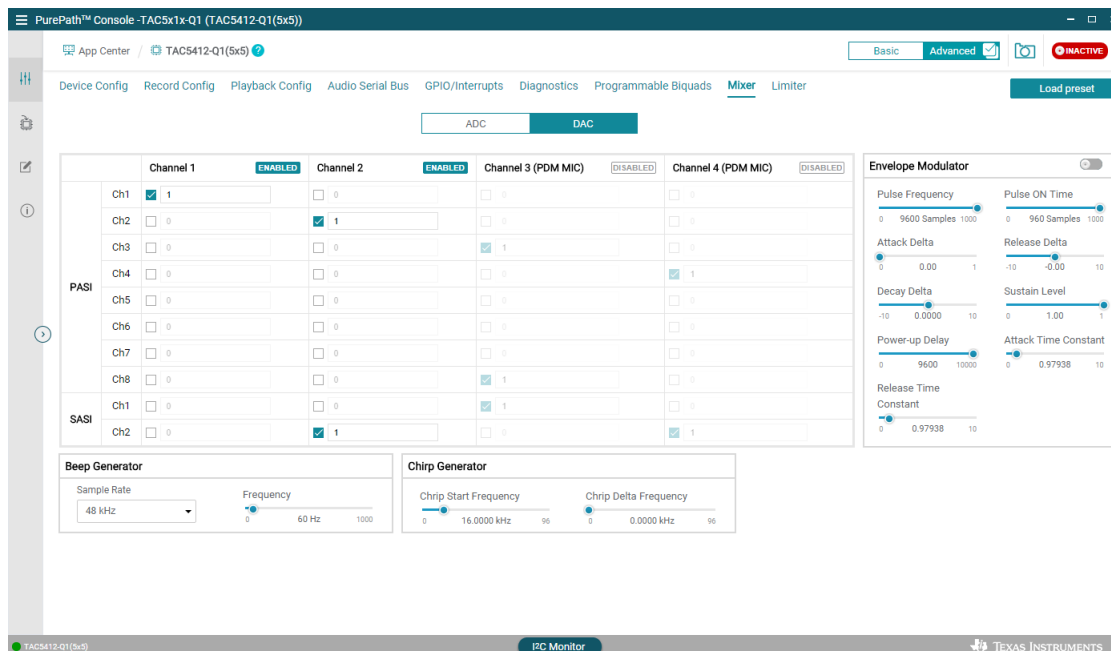 PurePath™ Console -TAC5x1x-Q1 (TAC5412-Q1(5x5))
App Center / TAC5412-Q1(5x5) ?
Basic Advanced INACTIVE
Device Config Record Config Playback Config Audio Serial Bus GPIO/Interrupts Diagnostics Programmable Biquads Mixer Limiter
Load preset
ADC DAC
Channel 1 ENABLED Channel 2 ENABLED Channel 3 (PDM MIC) DISABLED Channel 4 (PDM MIC) DISABLED
PASI
Ch1 1 0 0 0
Ch2 0 1 0 0
Ch3 0 0 1 0
Ch4 0 0 0 1
Ch5 0 0 0 0
Ch6 0 0 0 0
Ch7 0 0 0 0
Ch8 0 0 1 0
SASI
Ch1 0 0 1 0
Ch2 0 1 0 1
Envelope Modulator
Pulse Frequency Pulse ON Time
0 9600 Samples 1000 0 960 Samples 1000
Attack Delta Release Delta
0 0.00 1 -10 -0.00 10
Decay Delta Sustain Level
-10 0.0000 10 0 1.00 1
Power-up Delay Attack Time Constant
0 9600 10000 0 0.97938 10
Release Time
Constant
0 0.97938 10
Beep Generator
Sample Rate Frequency
48 kHz
0 60 Hz 1000
Chirp Generator
Chrip Start Frequency Chrip Delta Frequency
0 16.0000 kHz 96 0 0.0000 kHz 96
TAC5412-Q1(5x5) I²C Monitor TEXAS INSTRUMENTS